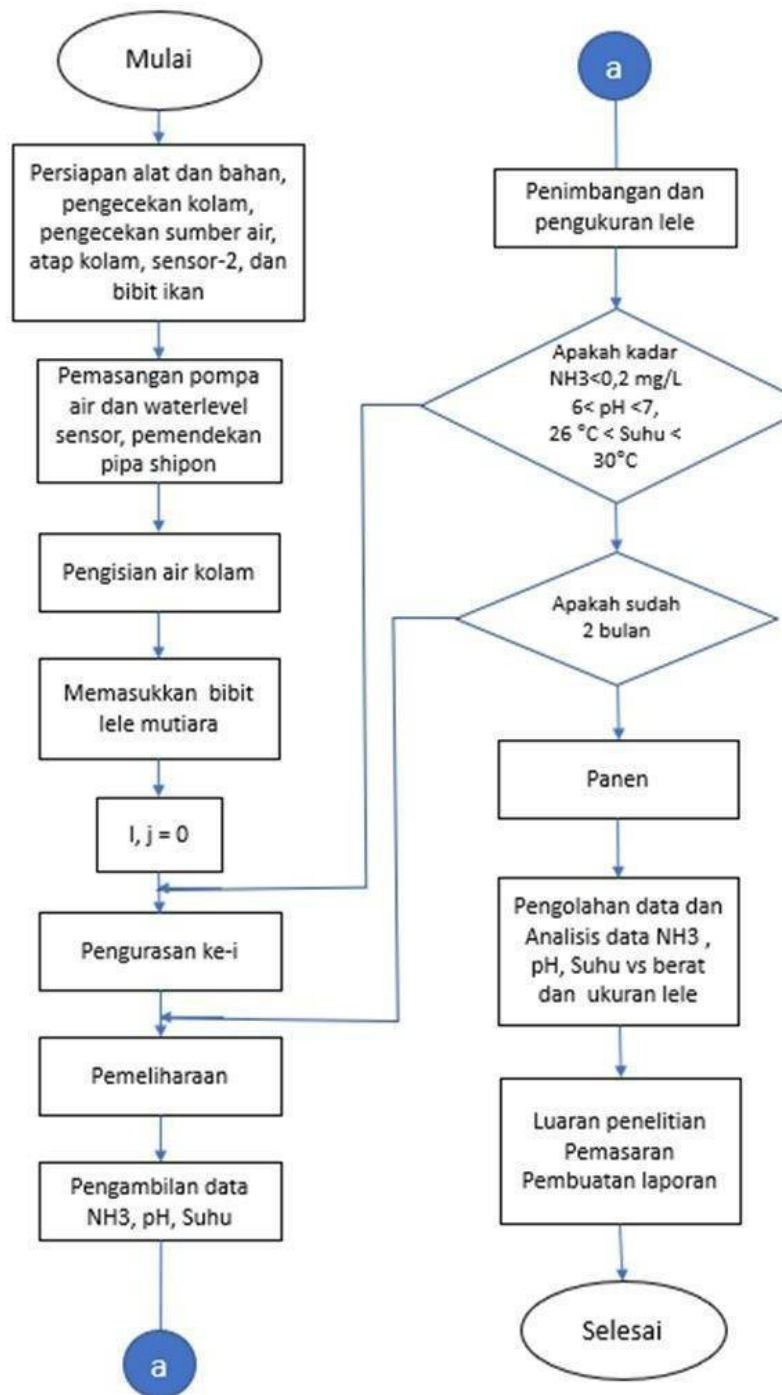 Mulai
Persiapan alat dan bahan,
pengecekan kolam,
pengecekan sumber air,
atap kolam, sensor-2, dan
bibit ikan
Pemasangan pompa
air dan waterlevel
sensor, pemendekan
pipa shipon
Pengisian air kolam
Memasukkan bibit
lele mutiara
I, j = 0
Pengurasan ke-i
Pemeliharaan
Pengambilan data
NH3, pH, Suhu
a
a
Penimbangan dan
pengukuran lele
Apakah kadar
NH3<0,2 mg/L
6< pH <7,
26 °C < Suhu <
30°C
Apakah sudah
2 bulan
Panen
Pengolahan data dan
Analisis data NH3 ,
pH, Suhu vs berat
dan ukuran lele
Luaran penelitian
Pemasaran
Pembuatan laporan
Selesai